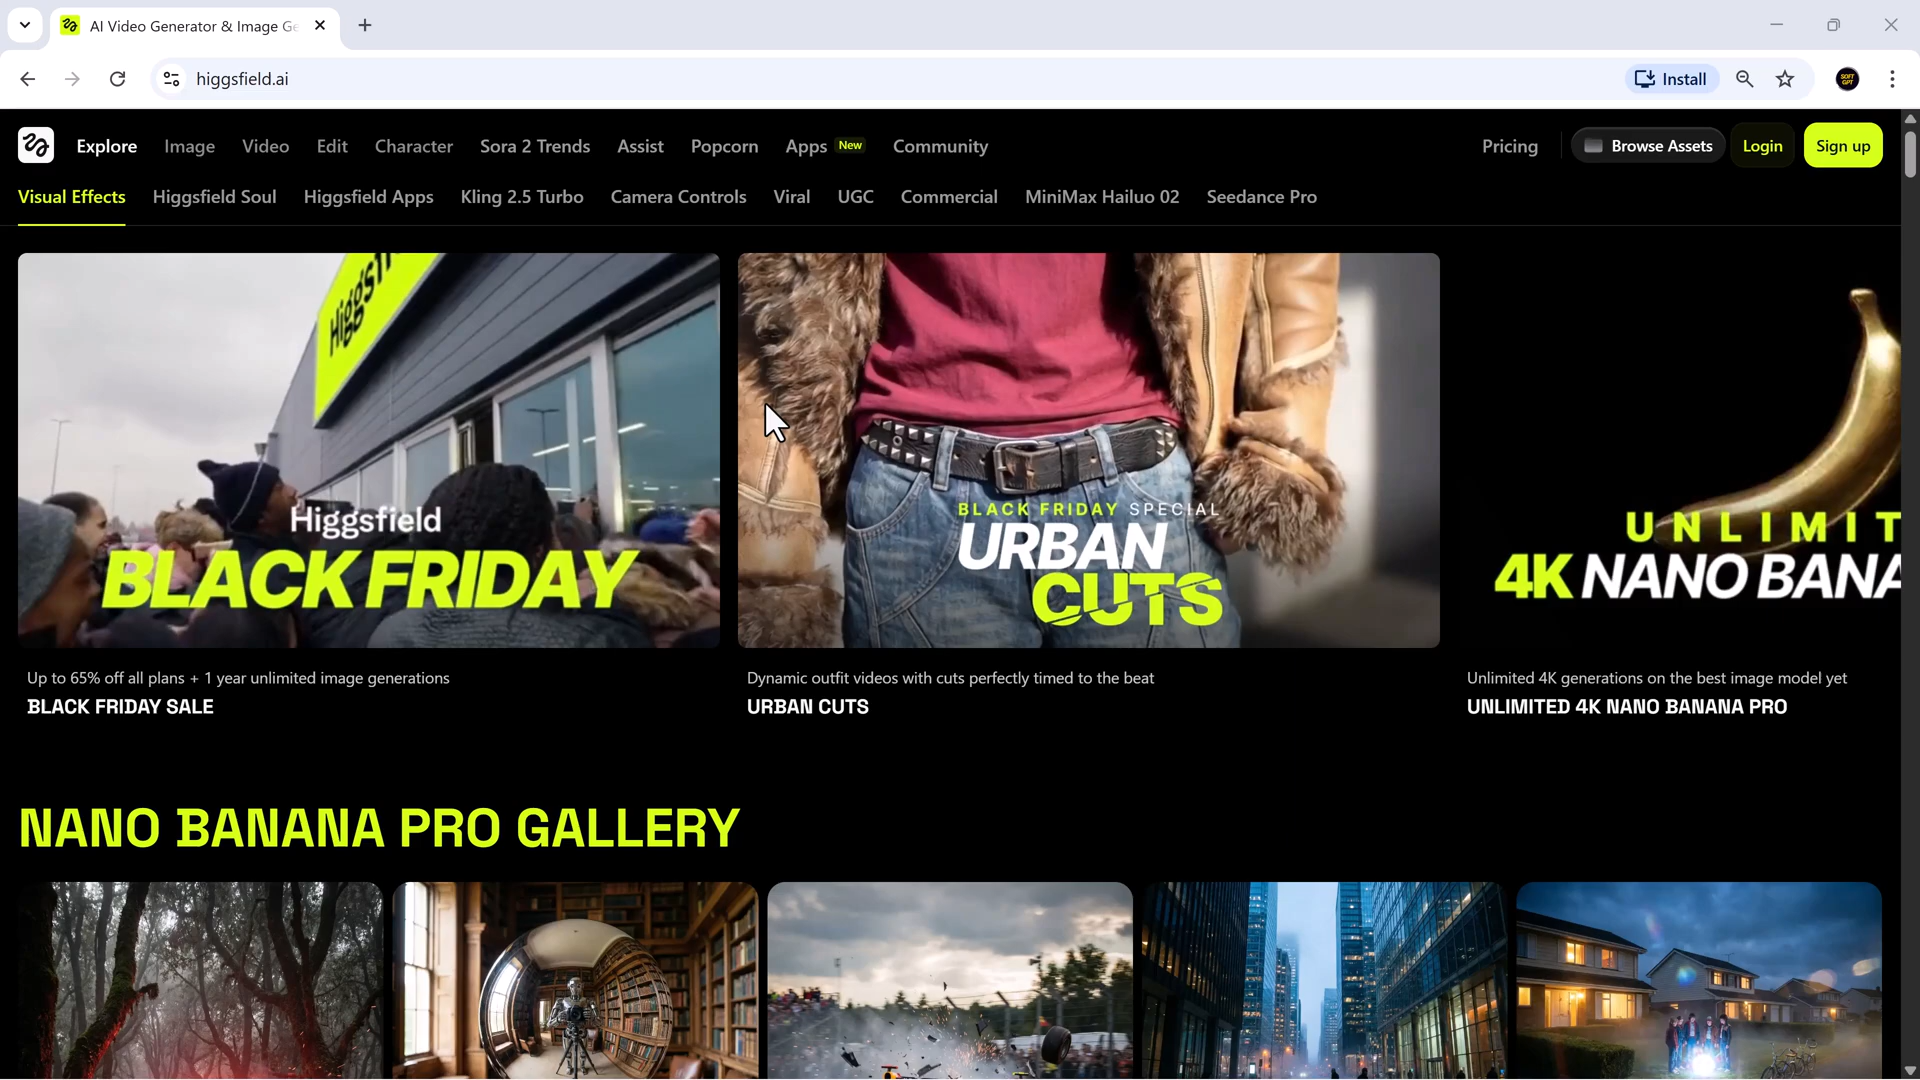 AI Video Generator & Image Ge
higgsfield.ai
Install
SOFT
GPT
Explore
Image
Video
Edit
Character
Sora 2 Trends
Assist
Popcorn
Apps New
Community
Pricing
Browse Assets
Login
Sign up
Visual Effects
Higgsfield Soul
Higgsfield Apps
Kling 2.5 Turbo
Camera Controls
Viral
UGC
Commercial
MiniMax Hailuo 02
Seedance Pro
Higgsfi
Higg
Higgsfield
BLACK FRIDAY
BLACK FRIDAY SPECIAL
URBAN
CUTS
UNLIMIT
4K NANO BANA
Up to 65% off all plans + 1 year unlimited image generations
BLACK FRIDAY SALE
Dynamic outfit videos with cuts perfectly timed to the beat
URBAN CUTS
Unlimited 4K generations on the best image model yet
UNLIMITED 4K NANO BANANA PRO
NANO BANANA PRO GALLERY